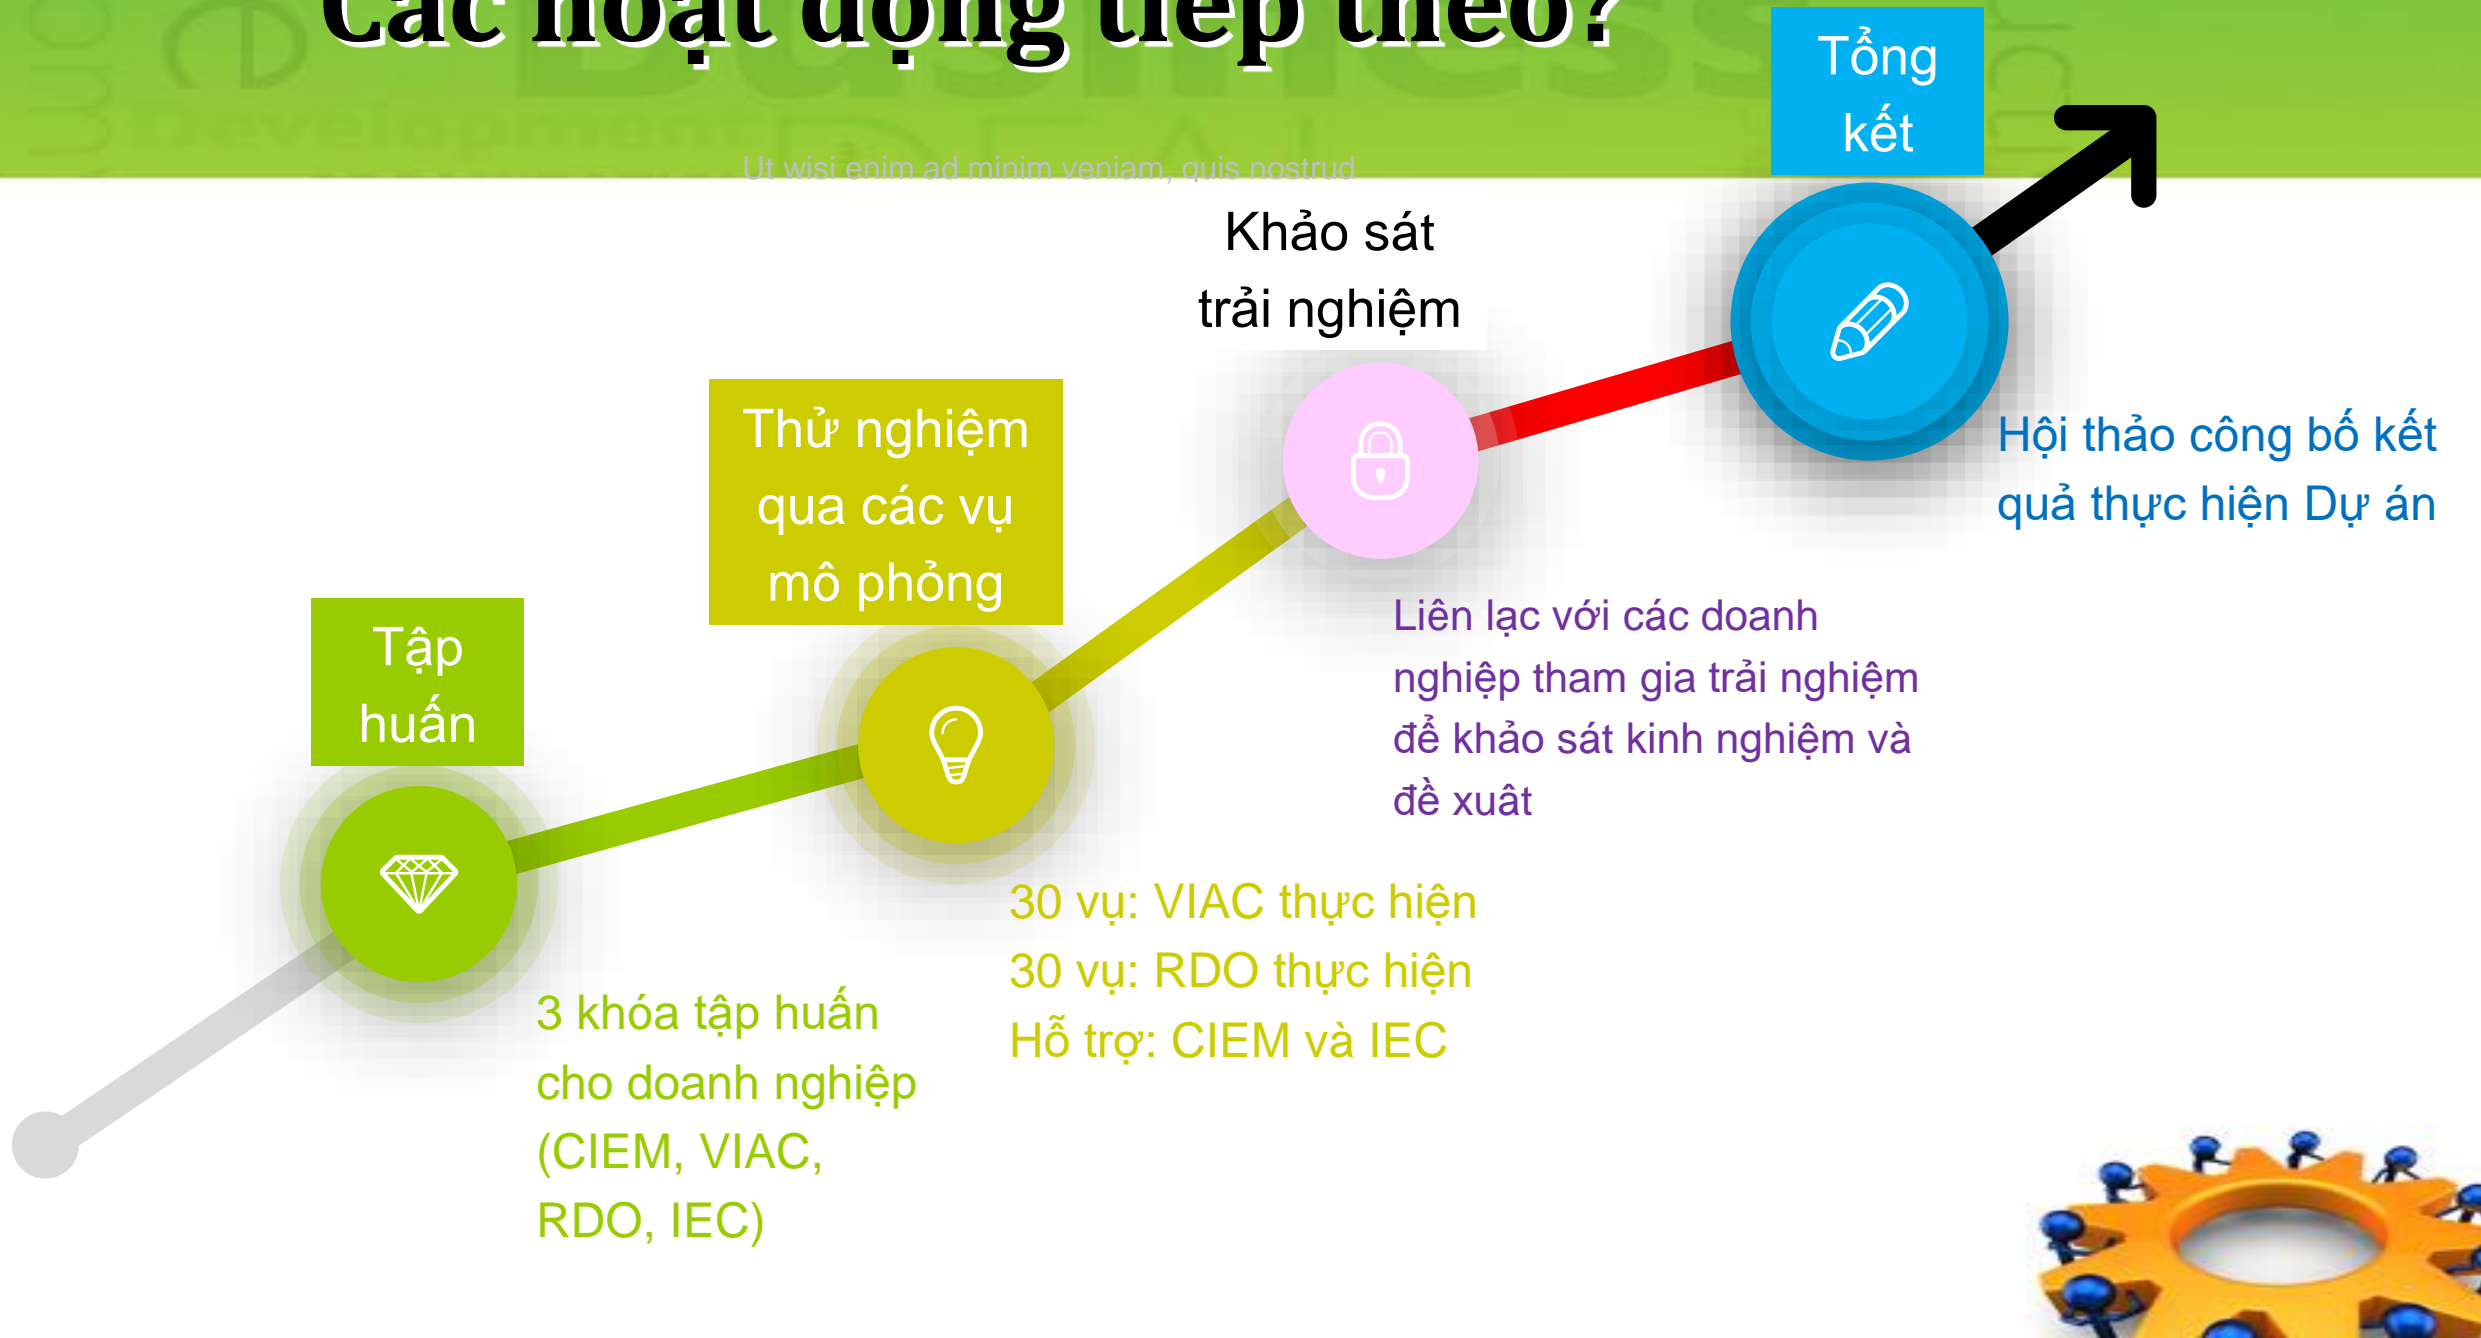 Các hoạt động tiếp theo?
Ut wisi enim ad minim veniam, quis nostrud
Tổng
kết
Khảo sát
trải nghiệm
Thử nghiệm
qua các vụ
mô phỏng
Tập
huấn
Hội thảo công bố kết
quả thực hiện Dự án
Liên lạc với các doanh
nghiệp tham gia trải nghiệm
để khảo sát kinh nghiệm và
đề xuât
30 vụ: VIAC thực hiện
30 vụ: RDO thực hiện
Hỗ trợ: CIEM và IEC
3 khóa tập huấn
cho doanh nghiệp
(CIEM, VIAC,
RDO, IEC)
Business
Development